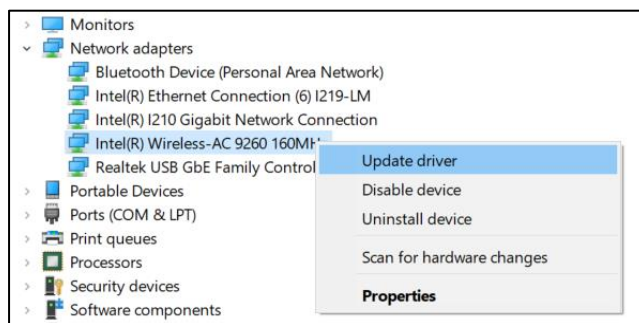 Monitors
Network adapters
Bluetooth Device (Personal Area Network)
Intel(R) Ethernet Connection (6) I219-LM
Intel(R) I210 Gigabit Network Connection
Intel(R) Wireless-AC 9260 160MH
Realtek USB GbE Family Control
Portable Devices
Ports (COM & LPT)
Print queues
Processors
Security devices
Software components
Update driver
Disable device
Uninstall device
Scan for hardware changes
Properties